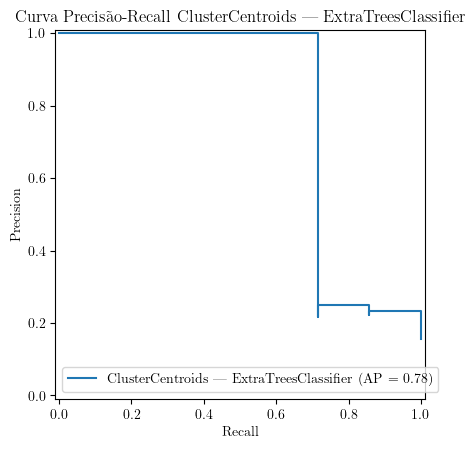 Curva Precisão-Recall ClusterCentroids — ExtraTreesClassifier
1.0
0.8
0.6
0.4
0.2
0.0
Precision
ClusterCentroids — ExtraTreesClassifier (AP = 0.78)
0.0 0.2 0.4 0.6 0.8 1.0
Recall